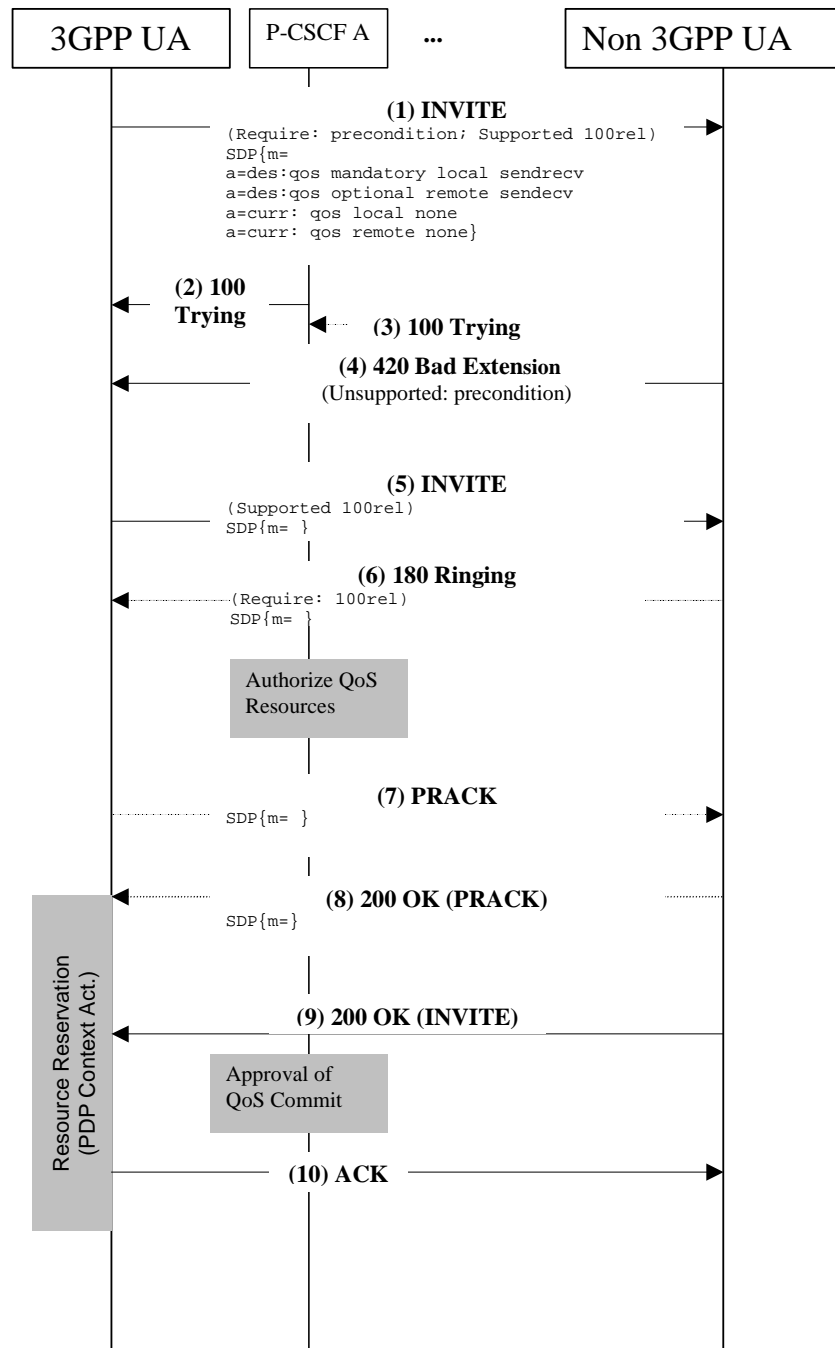 3GPP UA
P-CSCF A
...
Non 3GPP UA
(1) INVITE
(Require: precondition; Supported 100rel)
SDP{m=
a=des:qos mandatory local sendrecv
a=des:qos optional remote sendecv
a=curr: qos local none
a=curr: qos remote none}
(2) 100
Trying
(3) 100 Trying
(4) 420 Bad Extension
(Unsupported: precondition)
(5) INVITE
(Supported 100rel)
SDP{m= }
(6) 180 Ringing
(Require: 100rel)
SDP{m= }
Authorize QoS
Resources
(7) PRACK
SDP{m= }
(8) 200 OK (PRACK)
SDP{m=}
Resource Reservation
(PDP Context Act.)
(9) 200 OK (INVITE)
Approval of
QoS Commit
(10) ACK